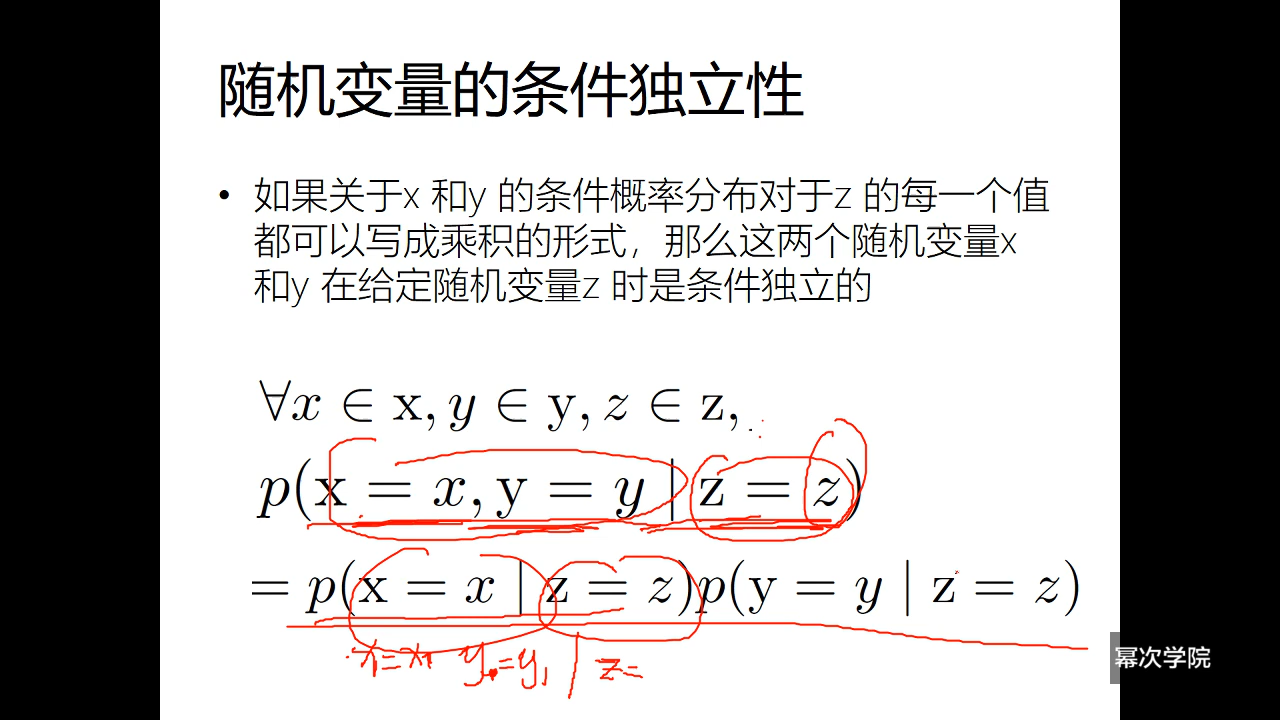 随机变量的条件独立性
• 如果关于x 和y 的条件概率分布对于z 的每一个值
都可以写成乘积的形式，那么这两个随机变量x
和y 在给定随机变量z 时是条件独立的
∀x ∈ x, y ∈ y, z ∈ z,
p(x = x, y = y | z = z)
= p(x = x | z = z)p(y = y | z = z)
x=x₁ y=y₁ | z=
幂次学院